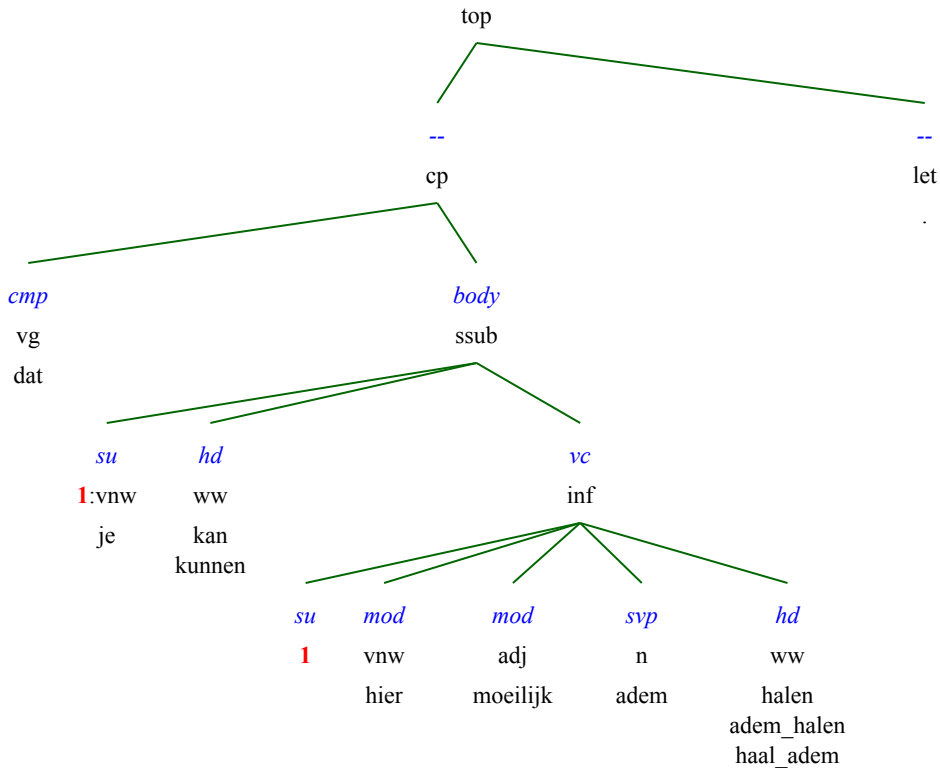 top
-- --
cp let
.
cmp body
vg ssub
dat
su hd vc
1:vnw ww inf
je kan
kunnen
su mod mod svp hd
1 vnw adj n ww
hier moeilijk adem halen
adem_halen
haal_adem